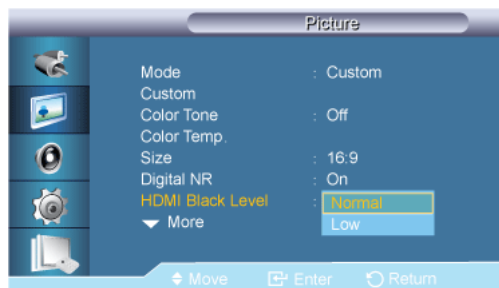 Picture
Mode : Custom
Custom
Color Tone : Off
Color Temp.
Size : 16:9
Digital NR : On
HDMI Black Level : Normal
Low
More
Move Enter Return